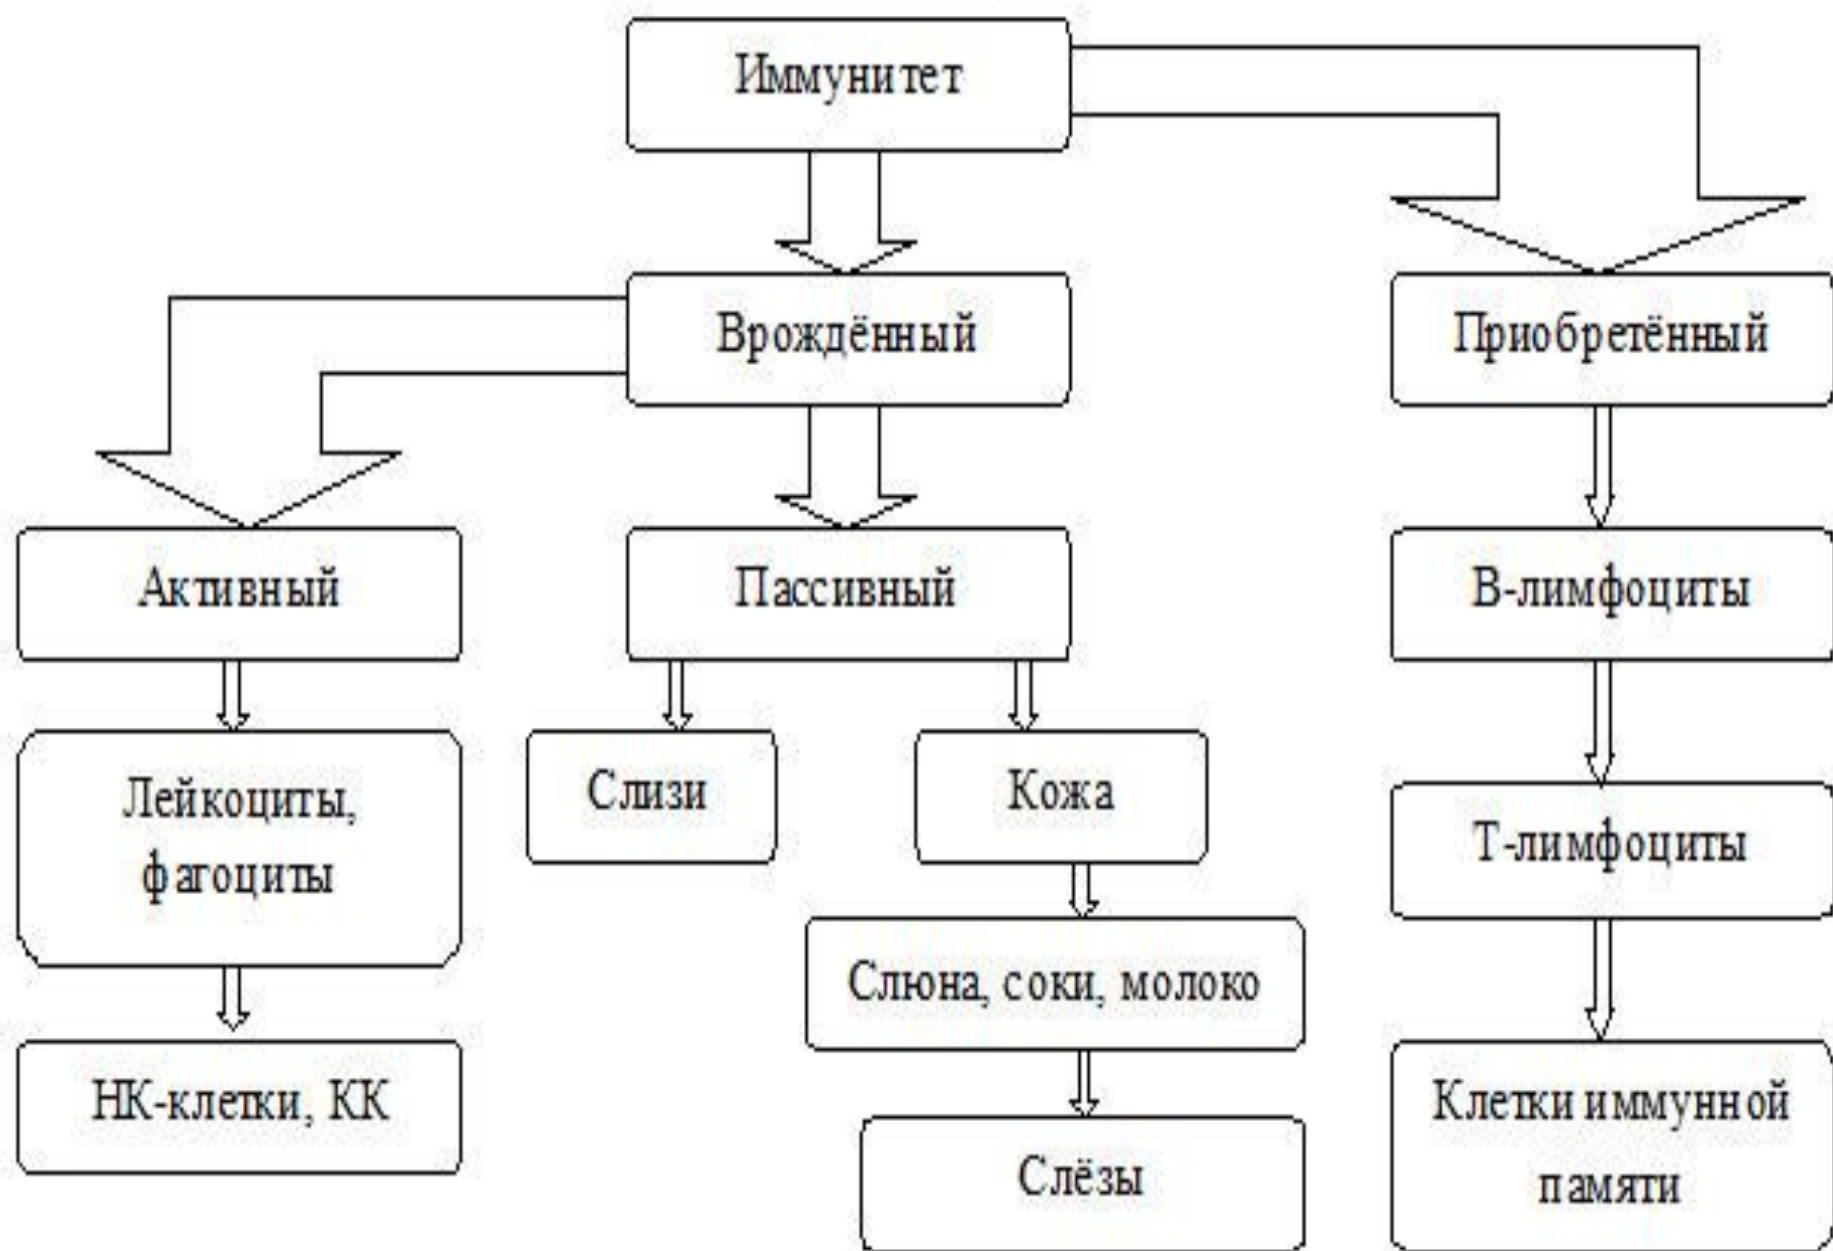 Иммунитет
Врождённый
Приобретённый
Активный
Пассивный
В-лимфоциты
Лейкоциты,
фагоциты
Слизи
Кожа
Т-лимфоциты
Слюна, соки, молоко
НК-клетки, КК
Слёзы
Клетки иммунной
памяти